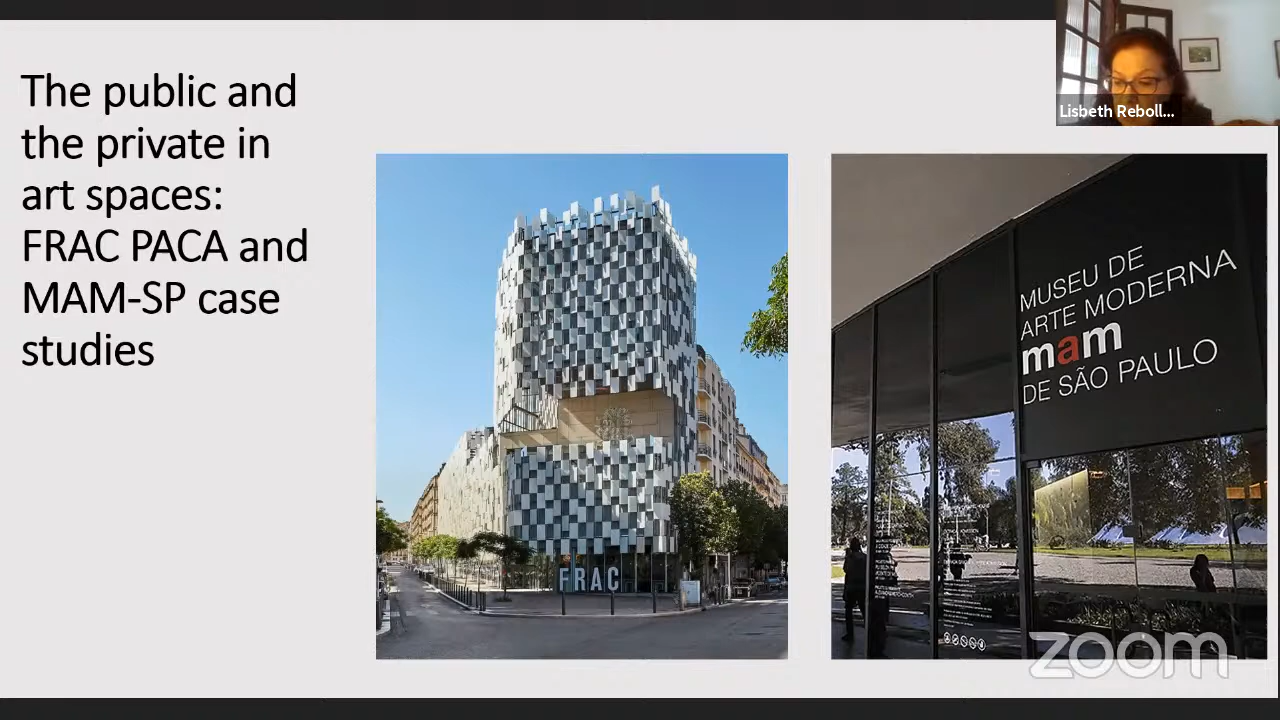 The public and
the private in
art spaces:
FRAC PACA and
MAM-SP case
studies
Lisbeth Reboll...
FRAC
MUSEU DE
ARTE MODERNA
mam
DE SÃO PAULO
zoom